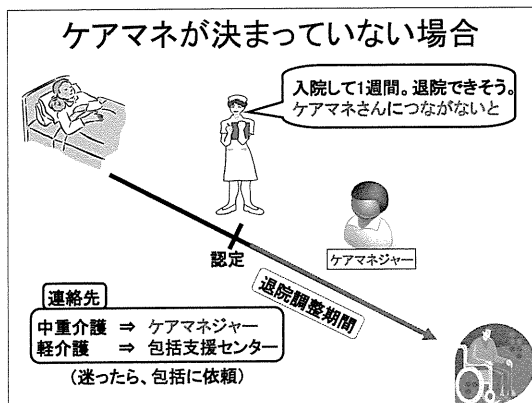 ケアマネが決まっていない場合
入院して1週間。退院できそう。
ケアマネさんにつながないと
認定
ケアマネジャー
退院調整期間
連絡先
中重介護 ⇒ ケアマネジャー
軽介護 ⇒ 包括支援センター
(迷ったら、包括に依頼)